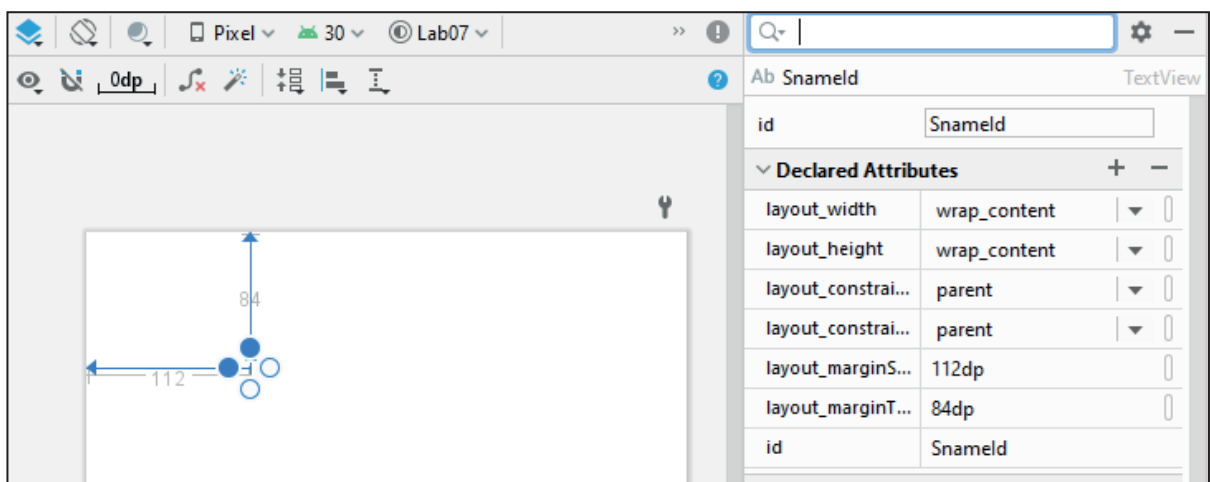 Pixel 30 Lab07 »
0dp
84
112
Ab SnameId TextView
id SnameId
Declared Attributes
layout_width wrap_content
layout_height wrap_content
layout_constrai... parent
layout_constrai... parent
layout_marginS... 112dp
layout_marginT... 84dp
id SnameId